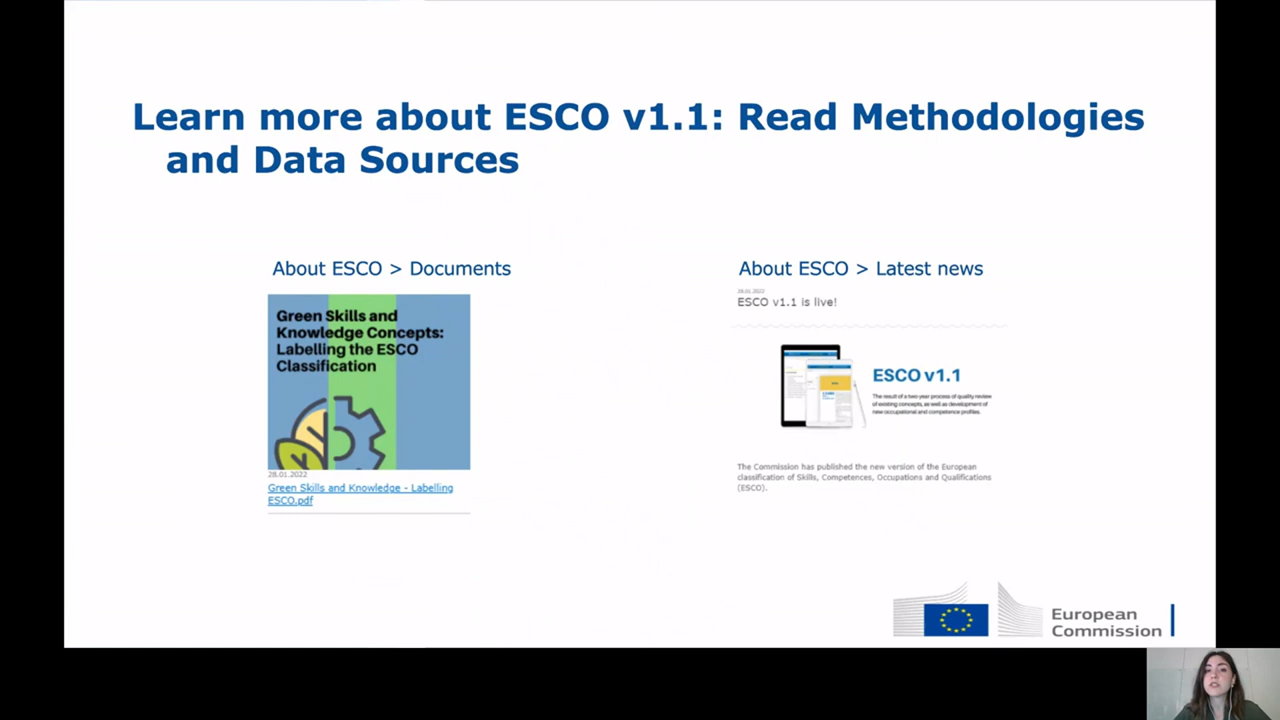 Learn more about ESCO v1.1: Read Methodologies
and Data Sources
About ESCO > Documents
Green Skills and
Knowledge Concepts:
Labelling the ESCO
Classification
28.01.2022
Green Skills and Knowledge - Labelling
ESCO.pdf
About ESCO > Latest news
28.01.2022
ESCO v1.1 is live!
ESCO v1.1
The result of a two year process of quality review
of existing concepts, as well as development of
new occupational and competence profiles.
The Commission has published the new version of the European
classification of Skills, Competences, Occupations and Qualifications
(ESCO).
European
Commission